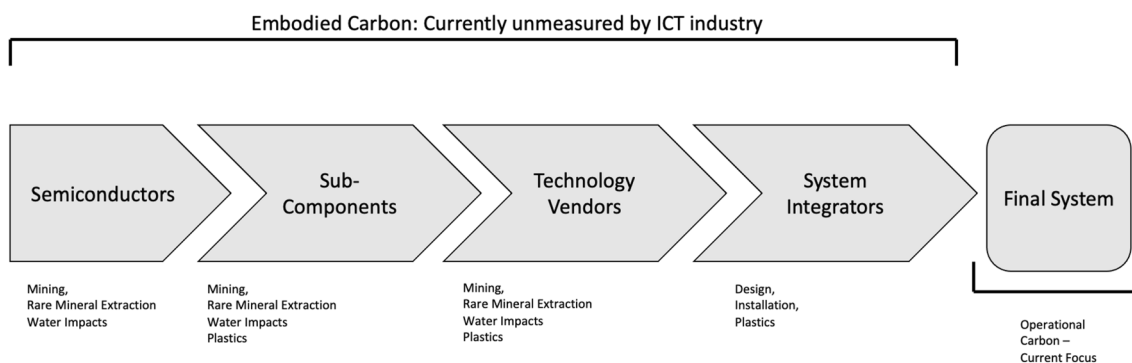 Embodied Carbon: Currently unmeasured by ICT industry
Semiconductors
Sub-
Components
Technology
Vendors
System
Integrators
Final System
Mining,
Rare Mineral Extraction
Water Impacts
Mining,
Rare Mineral Extraction
Water Impacts
Plastics
Mining,
Rare Mineral Extraction
Water Impacts
Plastics
Design,
Installation,
Plastics
Operational
Carbon –
Current Focus